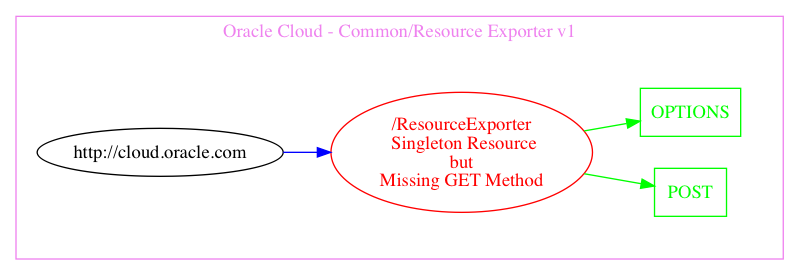 Oracle Cloud - Common/Resource Exporter v1
http://cloud.oracle.com
/ResourceExporter
Singleton Resource
but
Missing GET Method
OPTIONS
POST